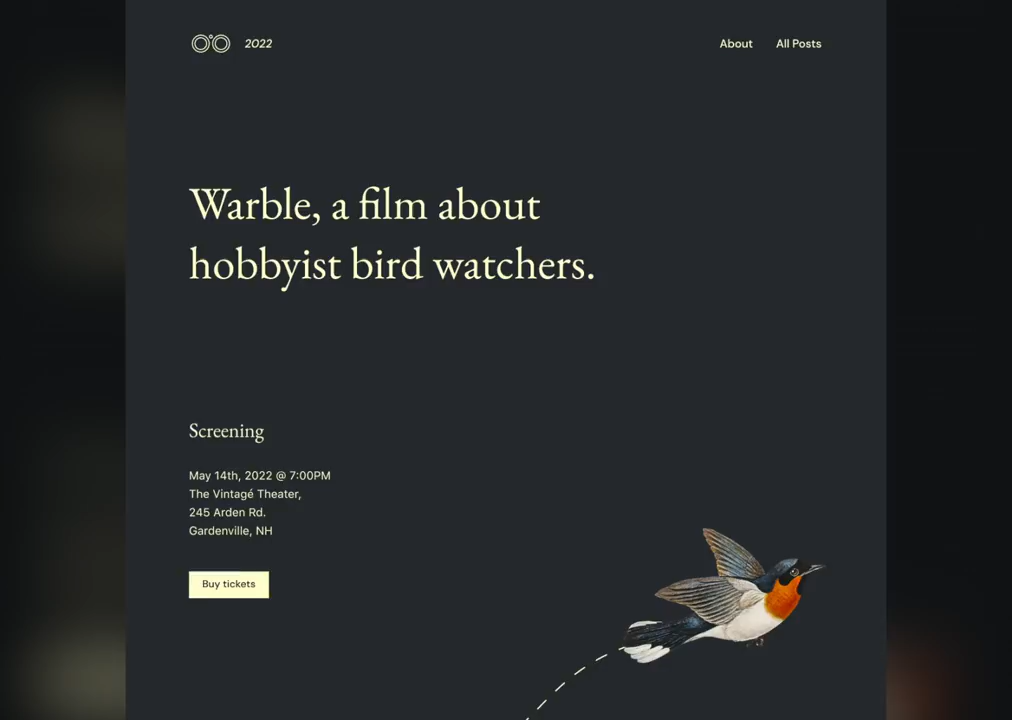 2022
About
All Posts
Warble, a film about
hobbyist bird watchers.
Screening
May 14th, 2022 @ 7:00PM
The Vintagé Theater,
245 Arden Rd.
Gardenville, NH
Buy tickets